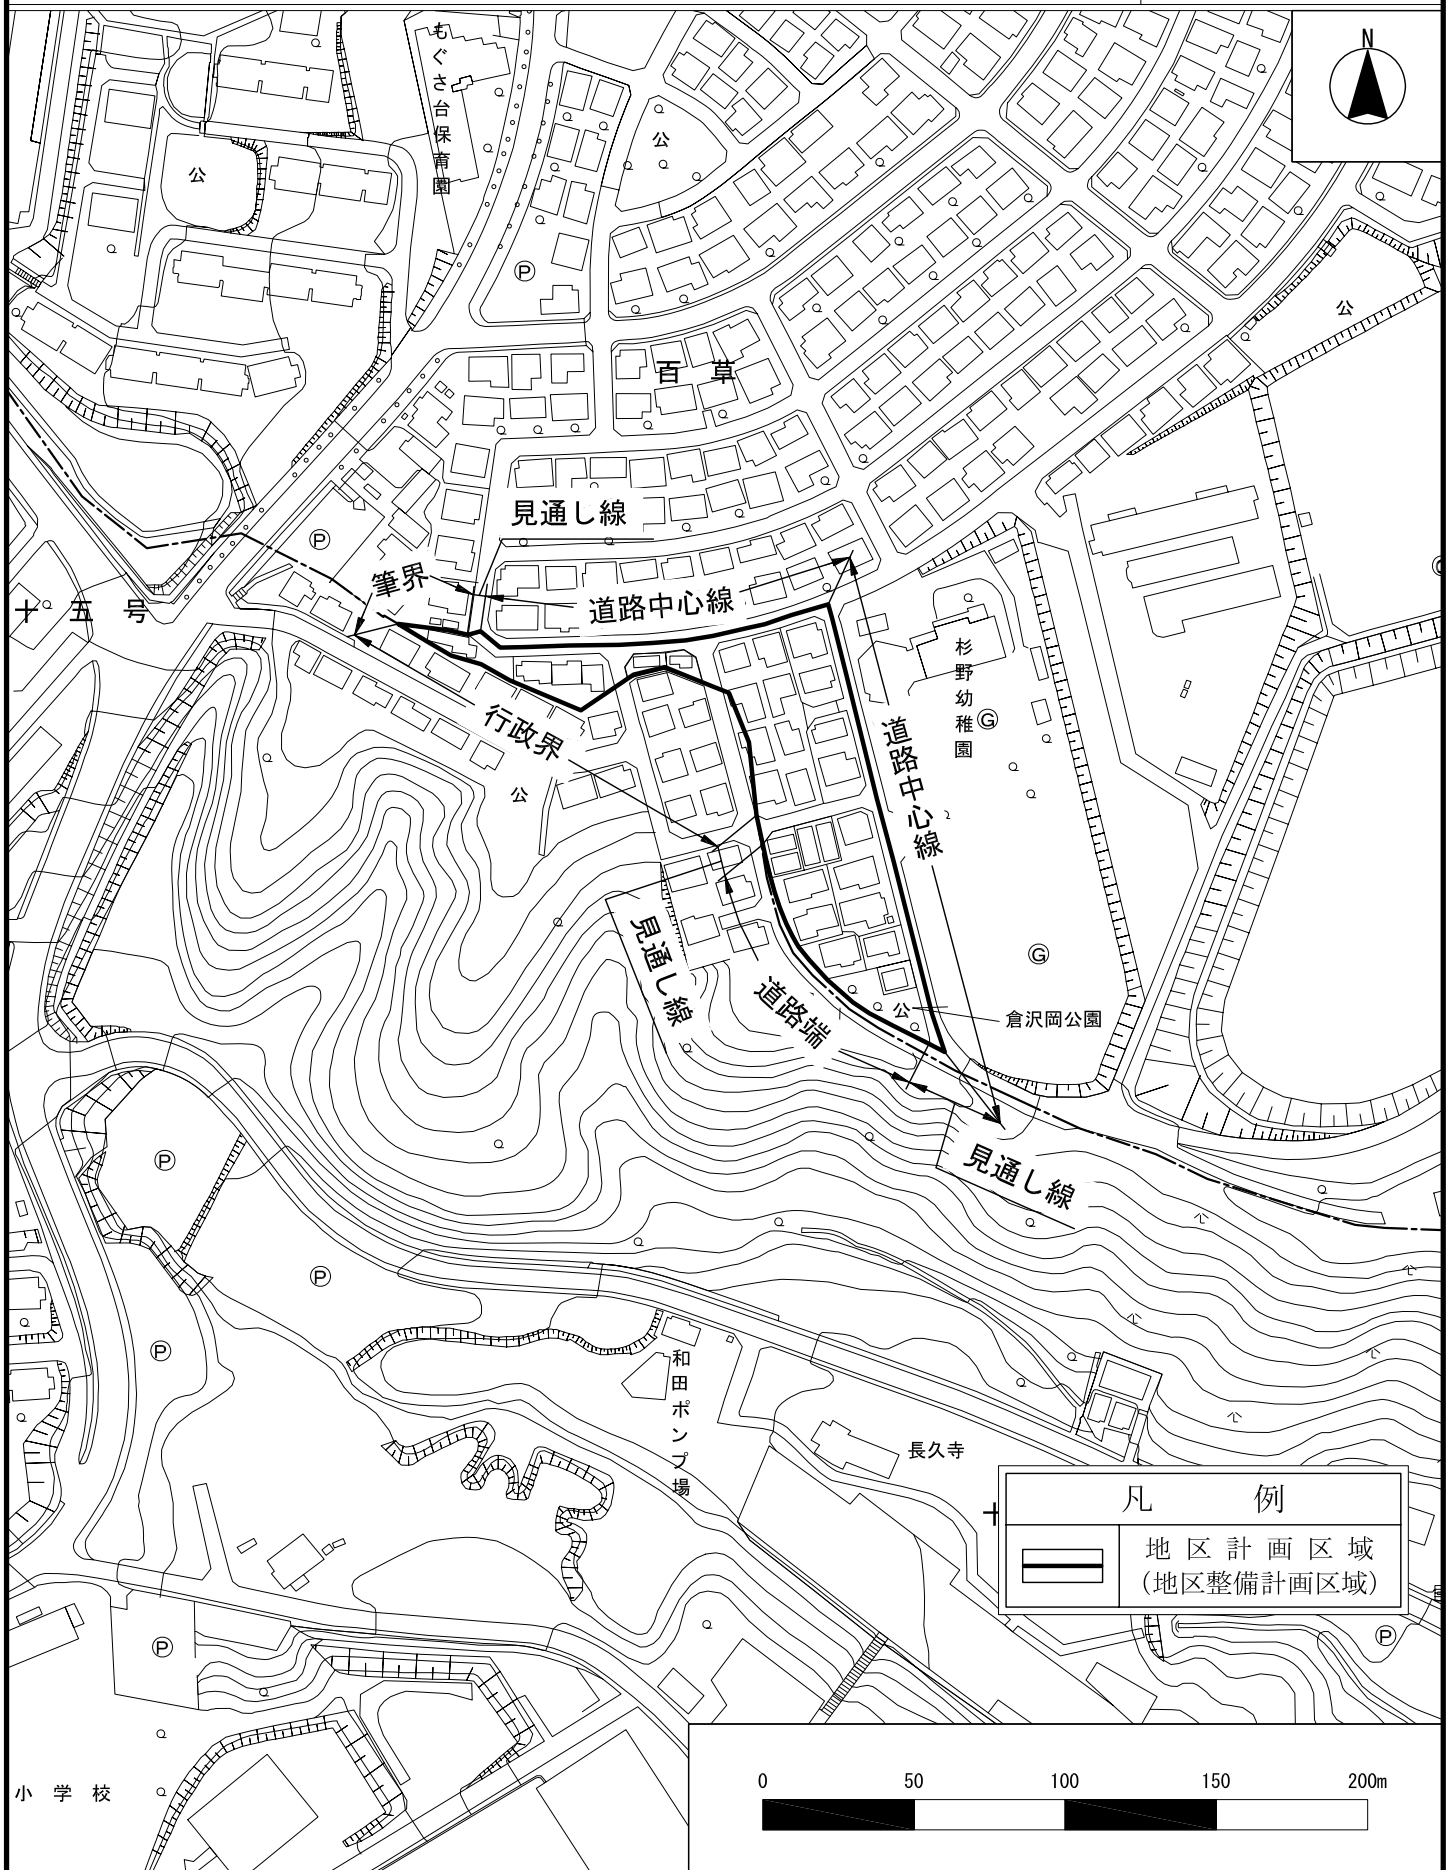 N
もぐさ台保育園
公
公
P
公
百　草
見通し線
P
筆界
道路中心線
十　五　号
杉野幼稚園
G
道路中心線
行政界
公
見通し線
道路端
G
公
倉沢岡公園
見通し線
P
P
P
和田ポンプ場
長久寺
凡　例
地区計画区域
(地区整備計画区域)
P
P
小　学　校
0 50 100 150 200m